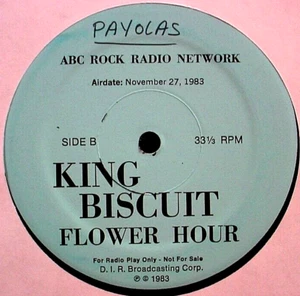 PAYOLAS
ABC ROCK RADIO NETWORK
Airdate: November 27, 1983
SIDE B 33⅓ RPM
KING
BISCUIT
FLOWER HOUR
For Radio Play Only - Not For Sale
D. I. R. Broadcasting Corp.
℗ © 1983